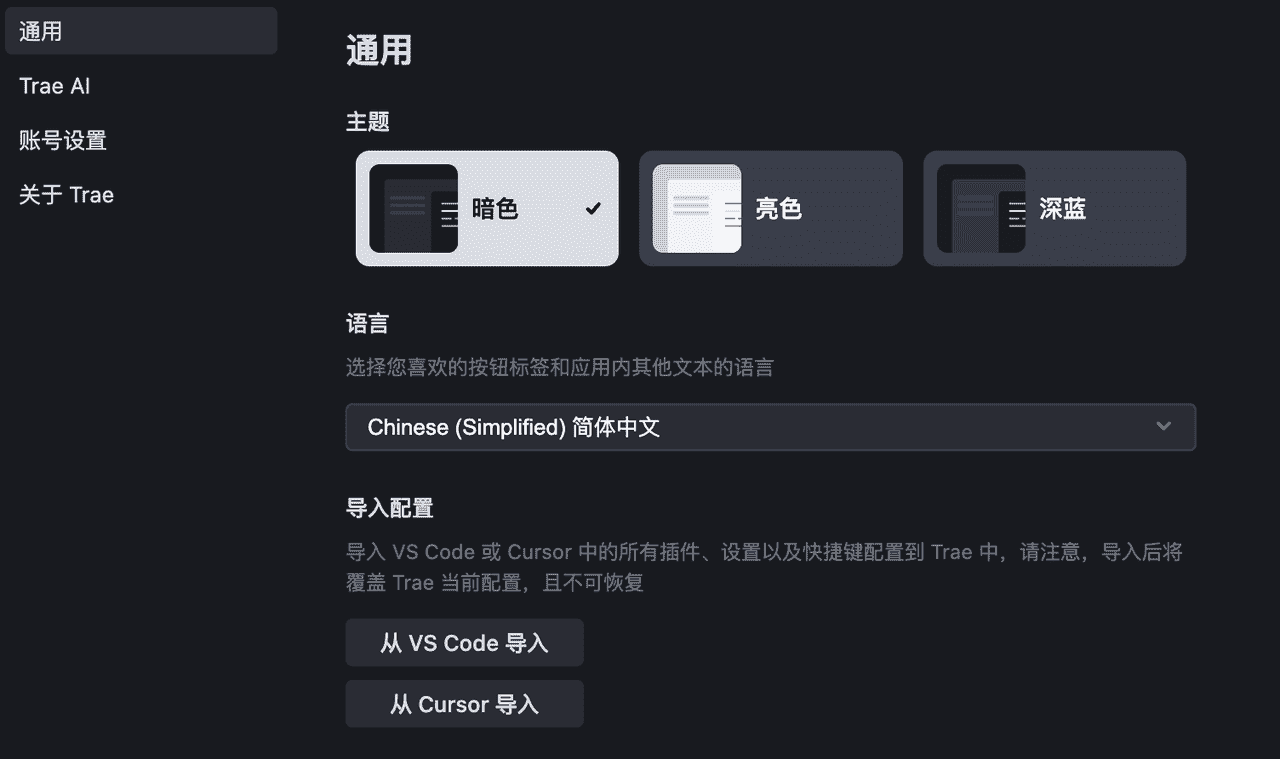 通用
Trae AI
账号设置
关于 Trae
通用
主题
暗色
亮色
深蓝
语言
选择您喜欢的按钮标签和应用内其他文本的语言
Chinese (Simplified) 简体中文
导入配置
导入 VS Code 或 Cursor 中的所有插件、设置以及快捷键配置到 Trae 中，请注意，导入后将
覆盖 Trae 当前配置，且不可恢复
从 VS Code 导入
从 Cursor 导入